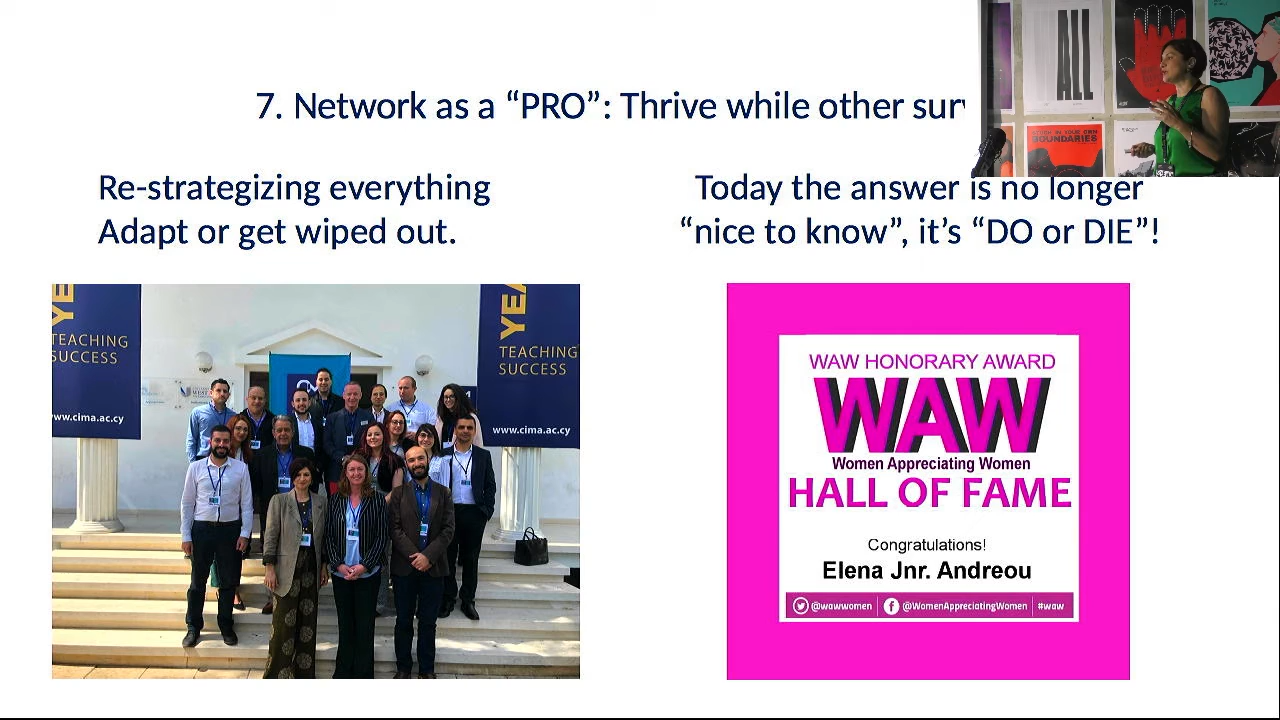 7. Network as a “PRO”: Thrive while other surv
Re-strategizing everything
Adapt or get wiped out.
Today the answer is no longer
“nice to know”, it’s “DO or DIE”!
ALL
BOUNDARIES
YEA
TEACHING
SUCCESS
www.cima.ac.cy
YEA
TEACHING
SUCCESS
www.cima.ac.cy
WAW HONORARY AWARD
WAW
Women Appreciating Women
HALL OF FAME
Congratulations!
Elena Jnr. Andreou
@wawwomen
@WomenAppreciatingWomen
#waw